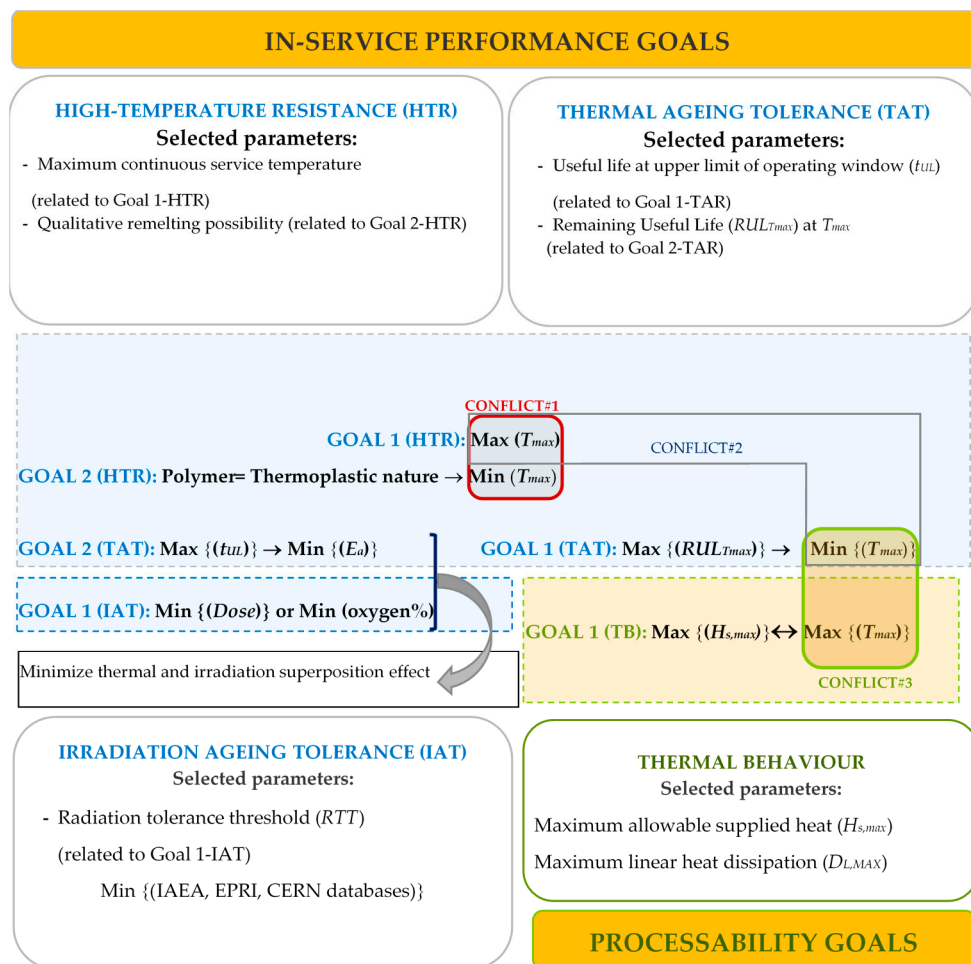 IN-SERVICE PERFORMANCE GOALS
HIGH-TEMPERATURE RESISTANCE (HTR)
Selected parameters:
- Maximum continuous service temperature
(related to Goal 1-HTR)
- Qualitative remelting possibility (related to Goal 2-HTR)
THERMAL AGEING TOLERANCE (TAT)
Selected parameters:
- Useful life at upper limit of operating window (tUL)
(related to Goal 1-TAR)
- Remaining Useful Life (RULTmax) at Tmax
(related to Goal 2-TAR)
CONFLICT#1
GOAL 1 (HTR): Max (Tmax)
CONFLICT#2
GOAL 2 (HTR): Polymer= Thermoplastic nature → Min (Tmax)
GOAL 2 (TAT): Max {(tUL)} → Min {(Ea)}
GOAL 1 (TAT): Max {(RULTmax)} → Min {(Tmax)}
GOAL 1 (IAT): Min {(Dose)} or Min (oxygen%)
GOAL 1 (TB): Max {(Hs,max)} ↔ Max {(Tmax)}
Minimize thermal and irradiation superposition effect
CONFLICT#3
IRRADIATION AGEING TOLERANCE (IAT)
Selected parameters:
- Radiation tolerance threshold (RTT)
(related to Goal 1-IAT)
Min {(IAEA, EPRI, CERN databases)}
THERMAL BEHAVIOUR
Selected parameters:
Maximum allowable supplied heat (Hs,max)
Maximum linear heat dissipation (DL,MAX)
PROCESSABILITY GOALS